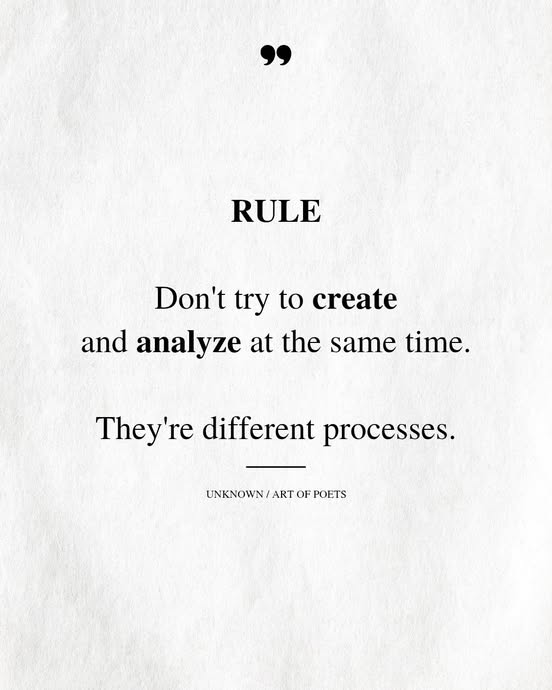 ”
RULE
Don't try to create
and analyze at the same time.
They're different processes.
UNKNOWN / ART OF POETS